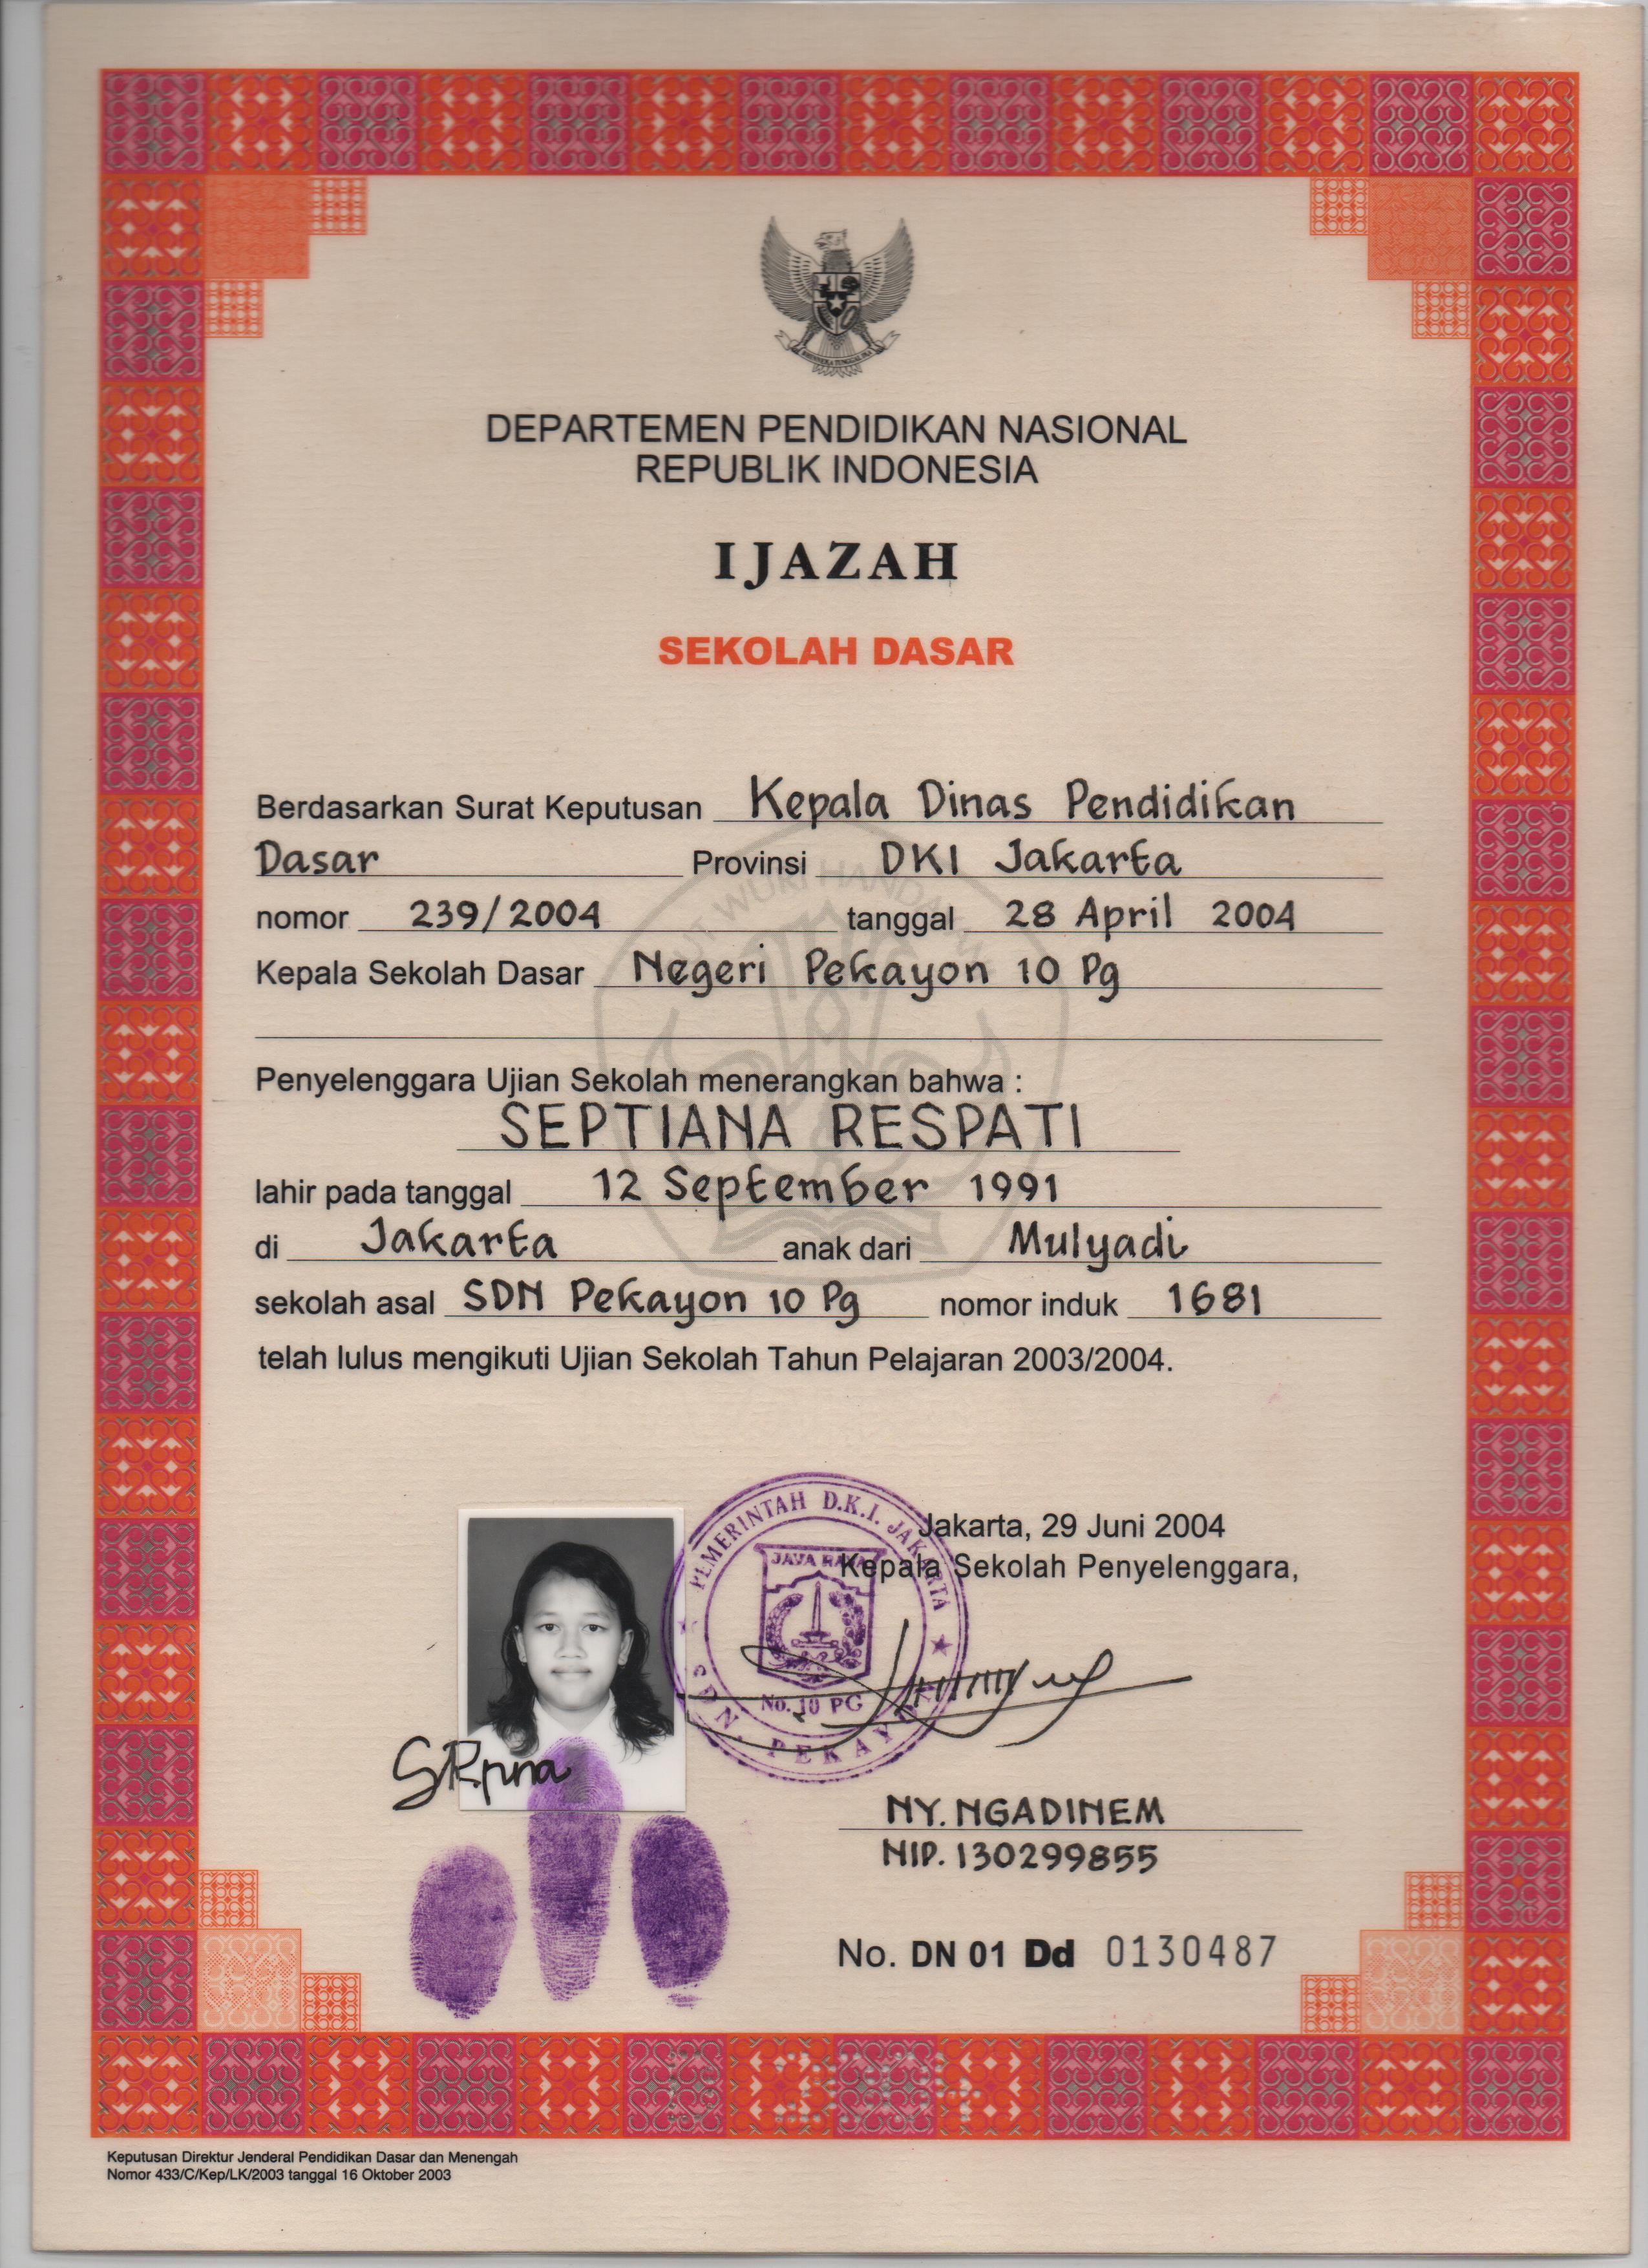 DEPARTEMEN PENDIDIKAN NASIONAL
REPUBLIK INDONESIA
IJAZAH
SEKOLAH DASAR
Berdasarkan Surat Keputusan Kepala Dinas Pendidikan
Dasar Provinsi DKI Jakarta
nomor 239/2004 tanggal 28 April 2004
Kepala Sekolah Dasar Negeri Pekayon 10 Pg
Penyelenggara Ujian Sekolah menerangkan bahwa :
SEPTIANA RESPATI
lahir pada tanggal 12 September 1991
di Jakarta anak dari Mulyadi
sekolah asal SDN Pekayon 10 Pg nomor induk 1681
telah lulus mengikuti Ujian Sekolah Tahun Pelajaran 2003/2004.
PEMERINTAH D.K.I. JAKARTA
JAYA RAYA
No. 10 PG
SDN. PEKAYON
Jakarta, 29 Juni 2004
Kepala Sekolah Penyelenggara,
NY. NGADINEM
NIP. 130299855
No. DN 01 Dd 0130487
Keputusan Direktur Jenderal Pendidikan Dasar dan Menengah
Nomor 433/C/Kep/LK/2003 tanggal 16 Oktober 2003